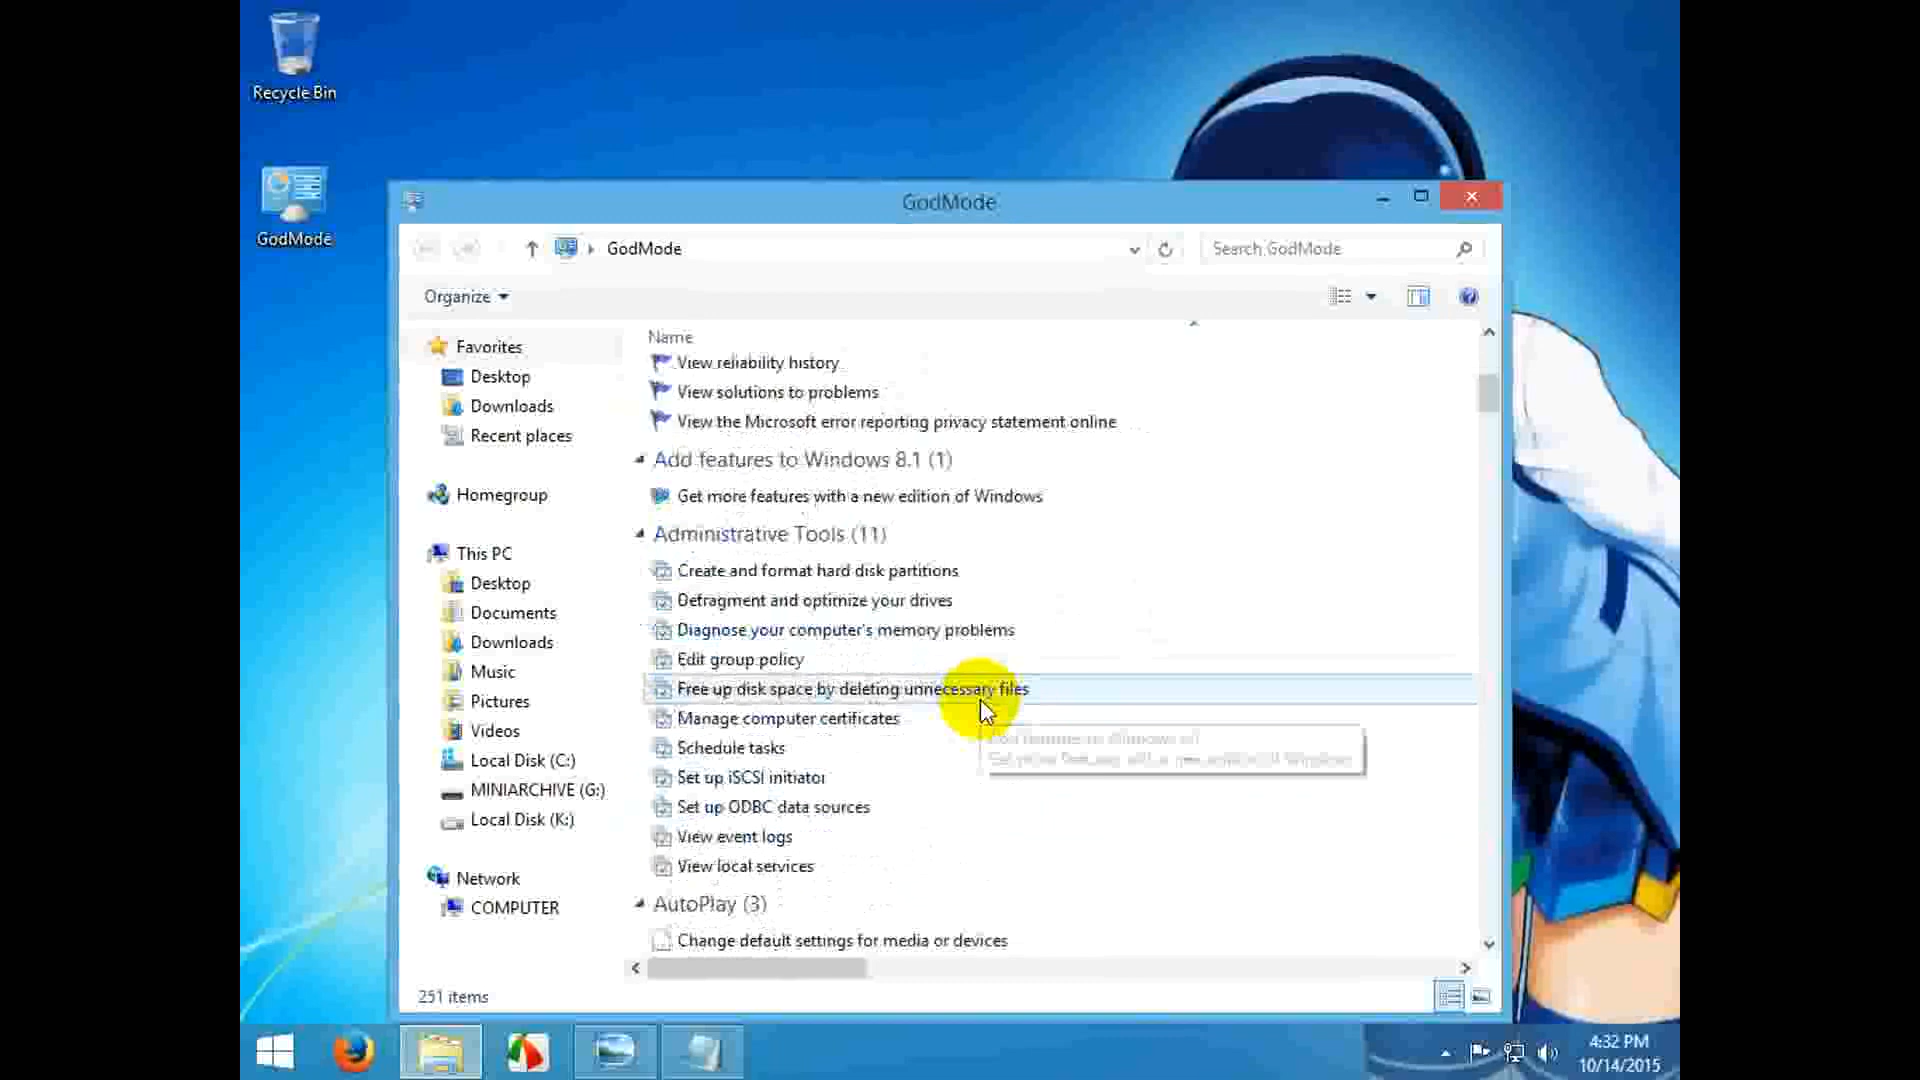 Recycle Bin
GodMode
GodMode
GodMode
Search GodMode
Organize
Favorites
Desktop
Downloads
Recent places
Homegroup
This PC
Desktop
Documents
Downloads
Music
Pictures
Videos
Local Disk (C:)
MINIARCHIVE (G:)
Local Disk (K:)
Network
COMPUTER
Name
View reliability history
View solutions to problems
View the Microsoft error reporting privacy statement online
Add features to Windows 8.1 (1)
Get more features with a new edition of Windows
Administrative Tools (11)
Create and format hard disk partitions
Defragment and optimize your drives
Diagnose your computer's memory problems
Edit group policy
Free up disk space by deleting unnecessary files
Manage computer certificates
Schedule tasks
Set up iSCSI initiator
Set up ODBC data sources
View event logs
View local services
AutoPlay (3)
Change default settings for media or devices
251 items
4:32 PM
10/14/2015